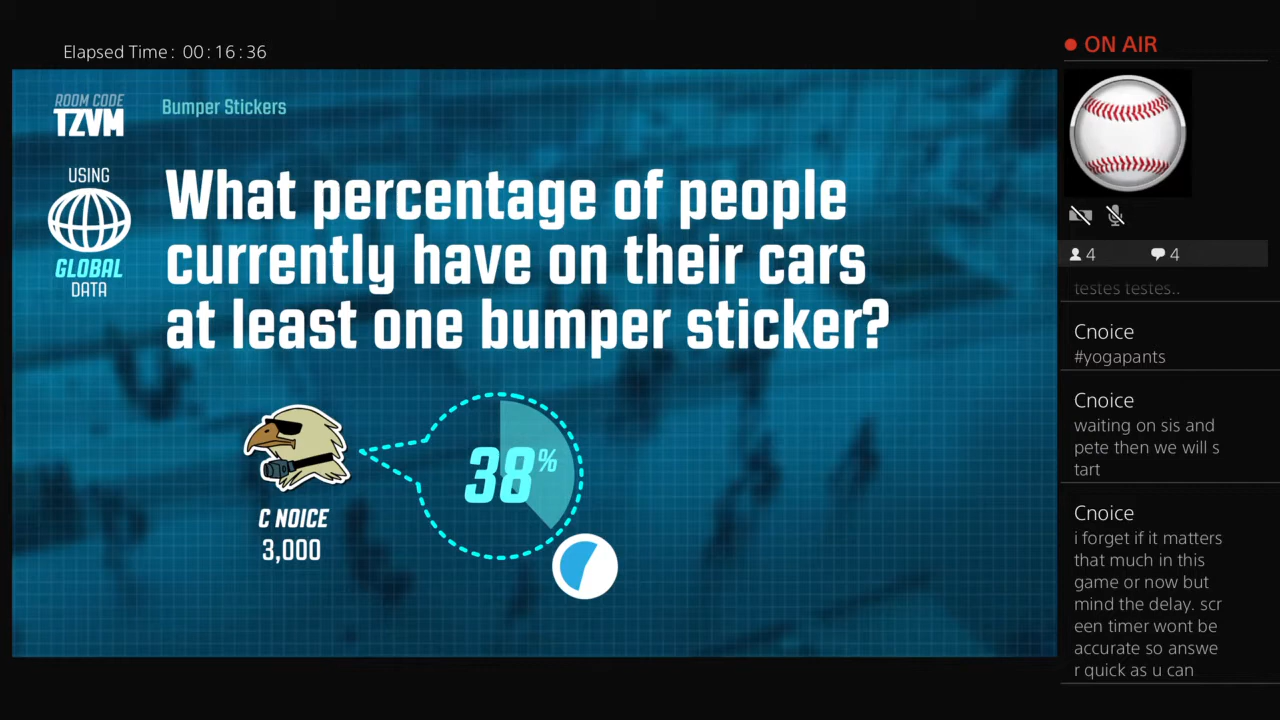 Elapsed Time: 00:16:36
ON AIR
ROOM CODE
TZVM
Bumper Stickers
USING
GLOBAL
DATA
What percentage of people
currently have on their cars
at least one bumper sticker?
38%
C NOICE
3,000
4
4
testes testes..
Cnoice
#yogapants
Cnoice
waiting on sis and
pete then we will s
tart
Cnoice
i forget if it matters
that much in this
game or now but
mind the delay. scr
een timer wont be
accurate so answe
r quick as u can